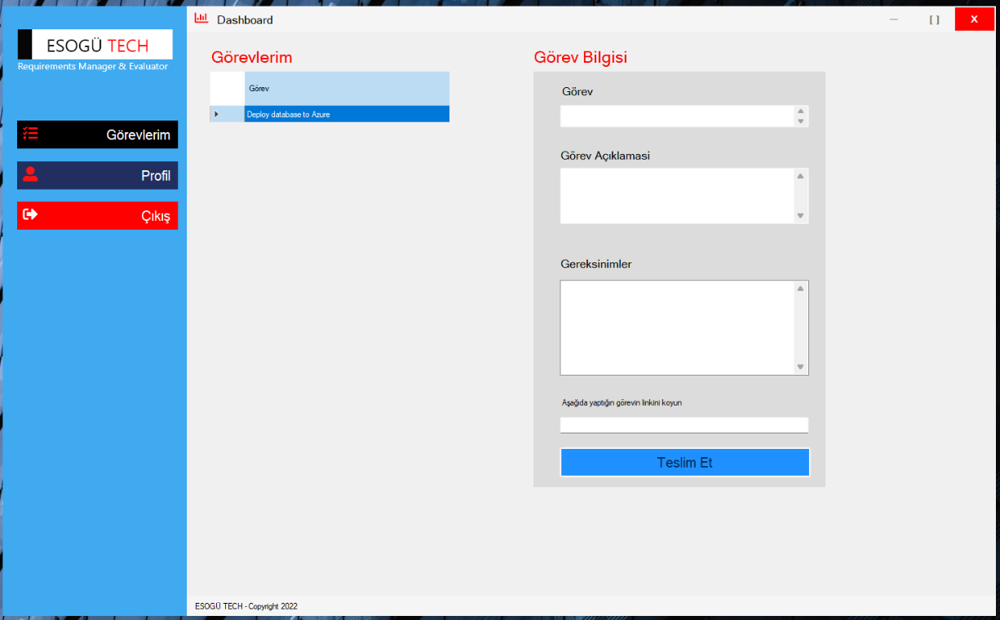 Dashboard
[ ]
X
ESOGÜ TECH
Requirements Manager & Evaluator
Görevlerim
Profil
Çıkış
Görevlerim
Görev
Deploy database to Azure
Görev Bilgisi
Görev
Görev Açıklamasi
Gereksinimler
Aşağıda yaptığın görevin linkini koyun
Teslim Et
ESOGÜ TECH - Copyright 2022